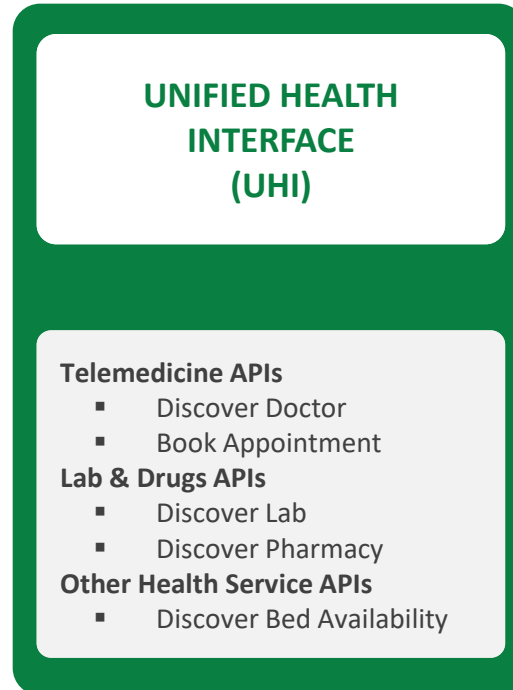 UNIFIED HEALTH
INTERFACE
(UHI)
Telemedicine APIs
▪ Discover Doctor
▪ Book Appointment
Lab & Drugs APIs
▪ Discover Lab
▪ Discover Pharmacy
Other Health Service APIs
▪ Discover Bed Availability